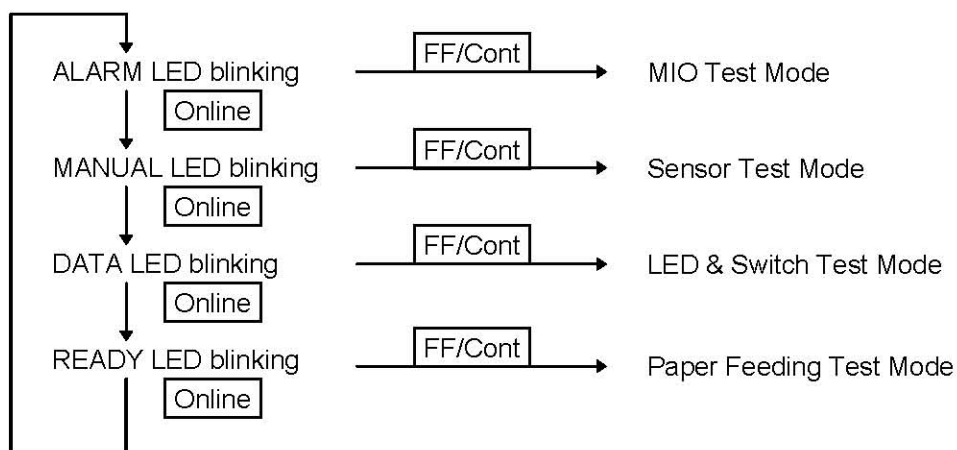 FF/Cont
ALARM LED blinking MIO Test Mode
Online
FF/Cont
MANUAL LED blinking Sensor Test Mode
Online
FF/Cont
DATA LED blinking LED & Switch Test Mode
Online
FF/Cont
READY LED blinking Paper Feeding Test Mode
Online